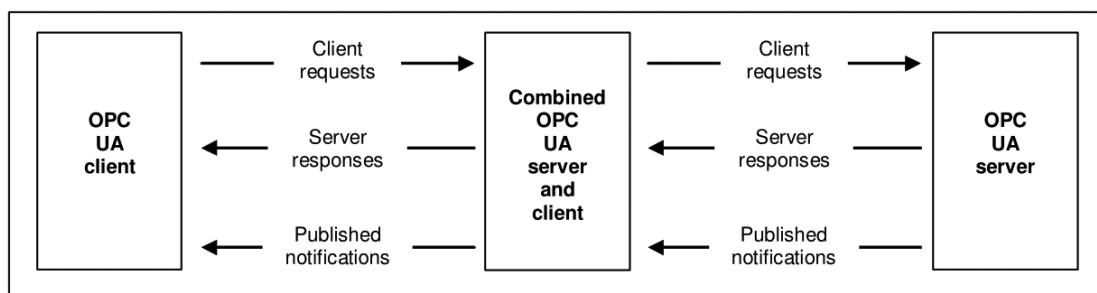 OPC
UA
client
Client
requests
Server
responses
Published
notifications
Combined
OPC
UA
server
and
client
Client
requests
Server
responses
Published
notifications
OPC
UA
server